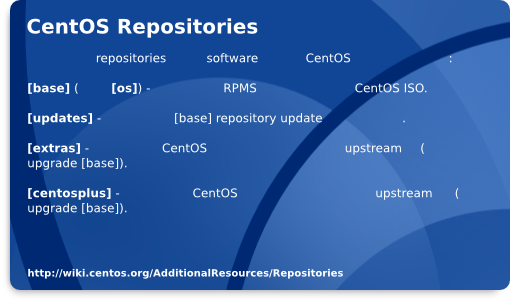 CentOS Repositories
repositories software CentOS :
[base] ( [os]) - RPMS CentOS ISO.
[updates] - [base] repository update .
[extras] - CentOS upstream (
upgrade [base]).
[centosplus] - CentOS upstream (
upgrade [base]).
http://wiki.centos.org/AdditionalResources/Repositories